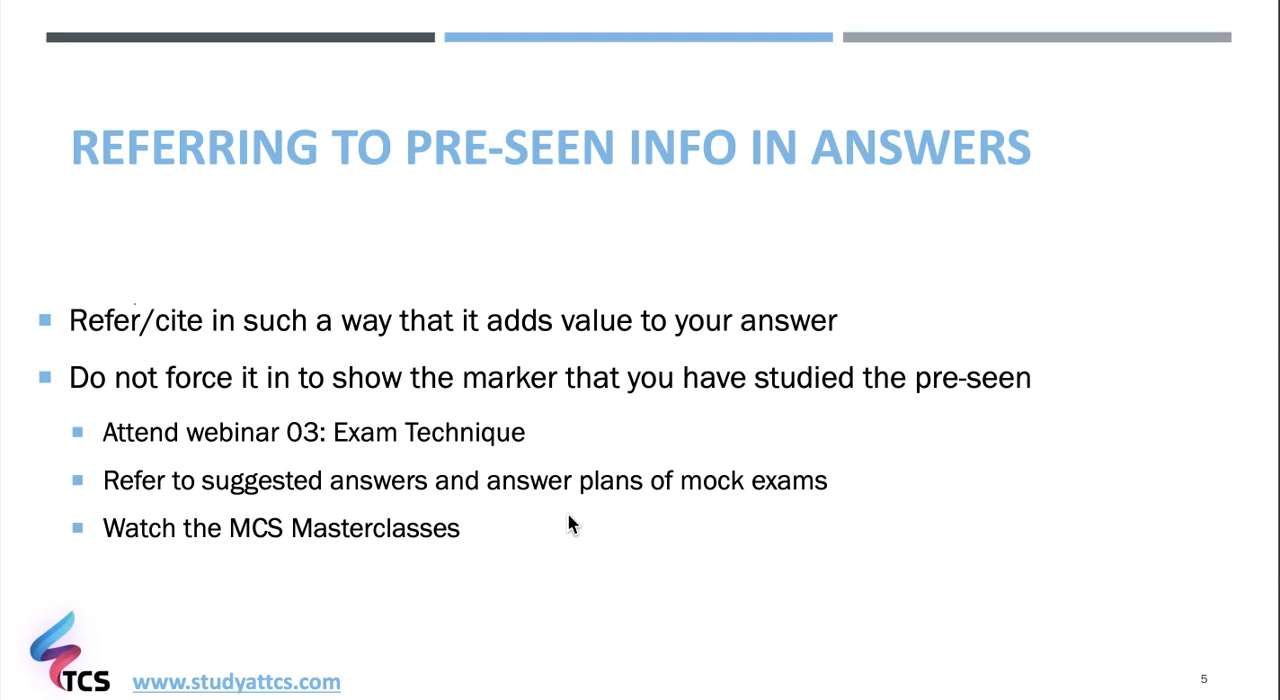 REFERRING TO PRE-SEEN INFO IN ANSWERS
Refer/cite in such a way that it adds value to your answer
Do not force it in to show the marker that you have studied the pre-seen
Attend webinar 03: Exam Technique
Refer to suggested answers and answer plans of mock exams
Watch the MCS Masterclasses
TCS
www.studyattcs.com
5